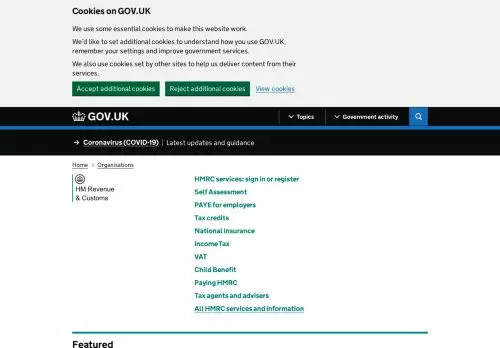 Cookies on GOV.UK
We use some essential cookies to make this website work.
We'd like to set additional cookies to understand how you use GOV.UK,
remember your settings and improve government services.
We also use cookies set by other sites to help us deliver content from their
services.
Accept additional cookies Reject additional cookies View cookies
GOV.UK Topics Government activity
→ Coronavirus (COVID-19) Latest updates and guidance
Home > Organisations
HM Revenue
& Customs
HMRC services: sign in or register
Self Assessment
PAYE for employers
Tax credits
National Insurance
Income Tax
VAT
Child Benefit
Paying HMRC
Tax agents and advisers
All HMRC services and information
Featured